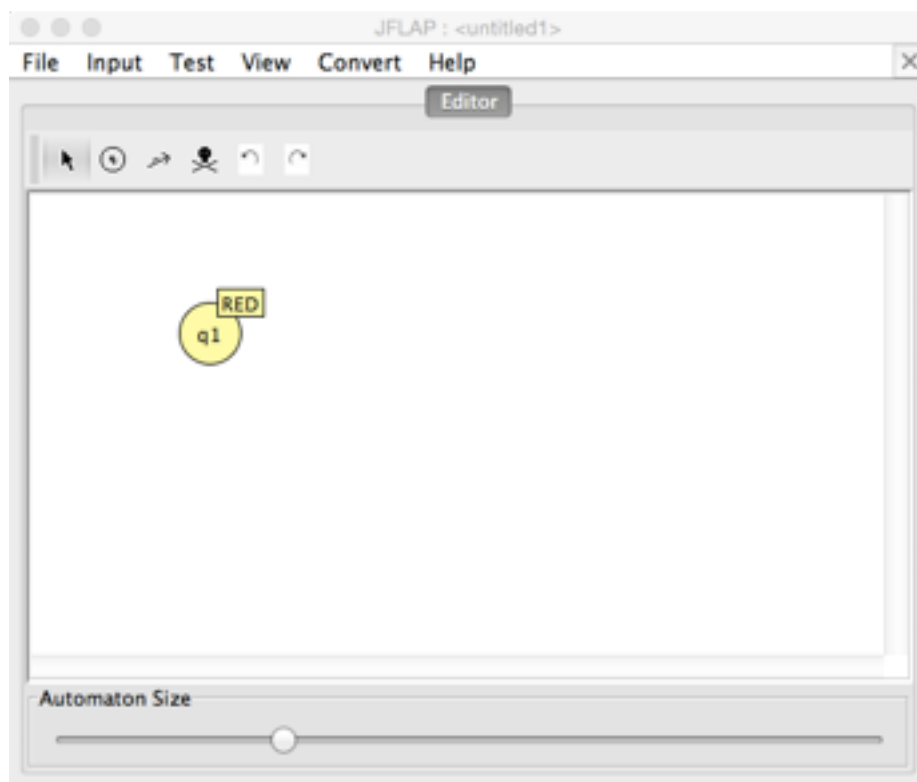 JFLAP : <untitled1>
File Input Test View Convert Help
Editor
RED
q1
Automaton Size